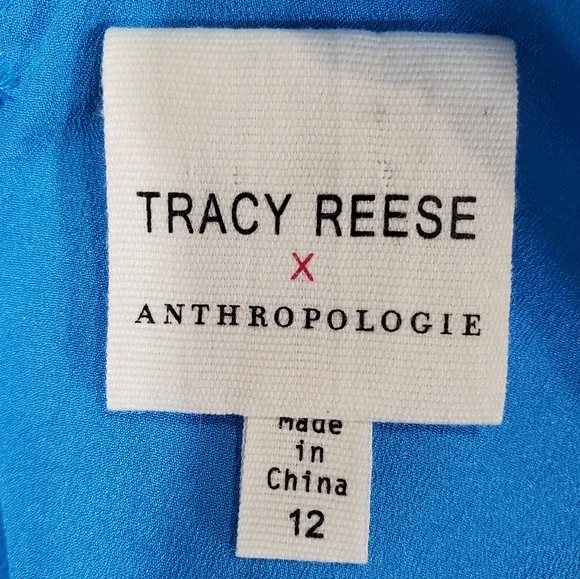 TRACY REESE
X
ANTHROPOLOGIE
Made
in
China
12